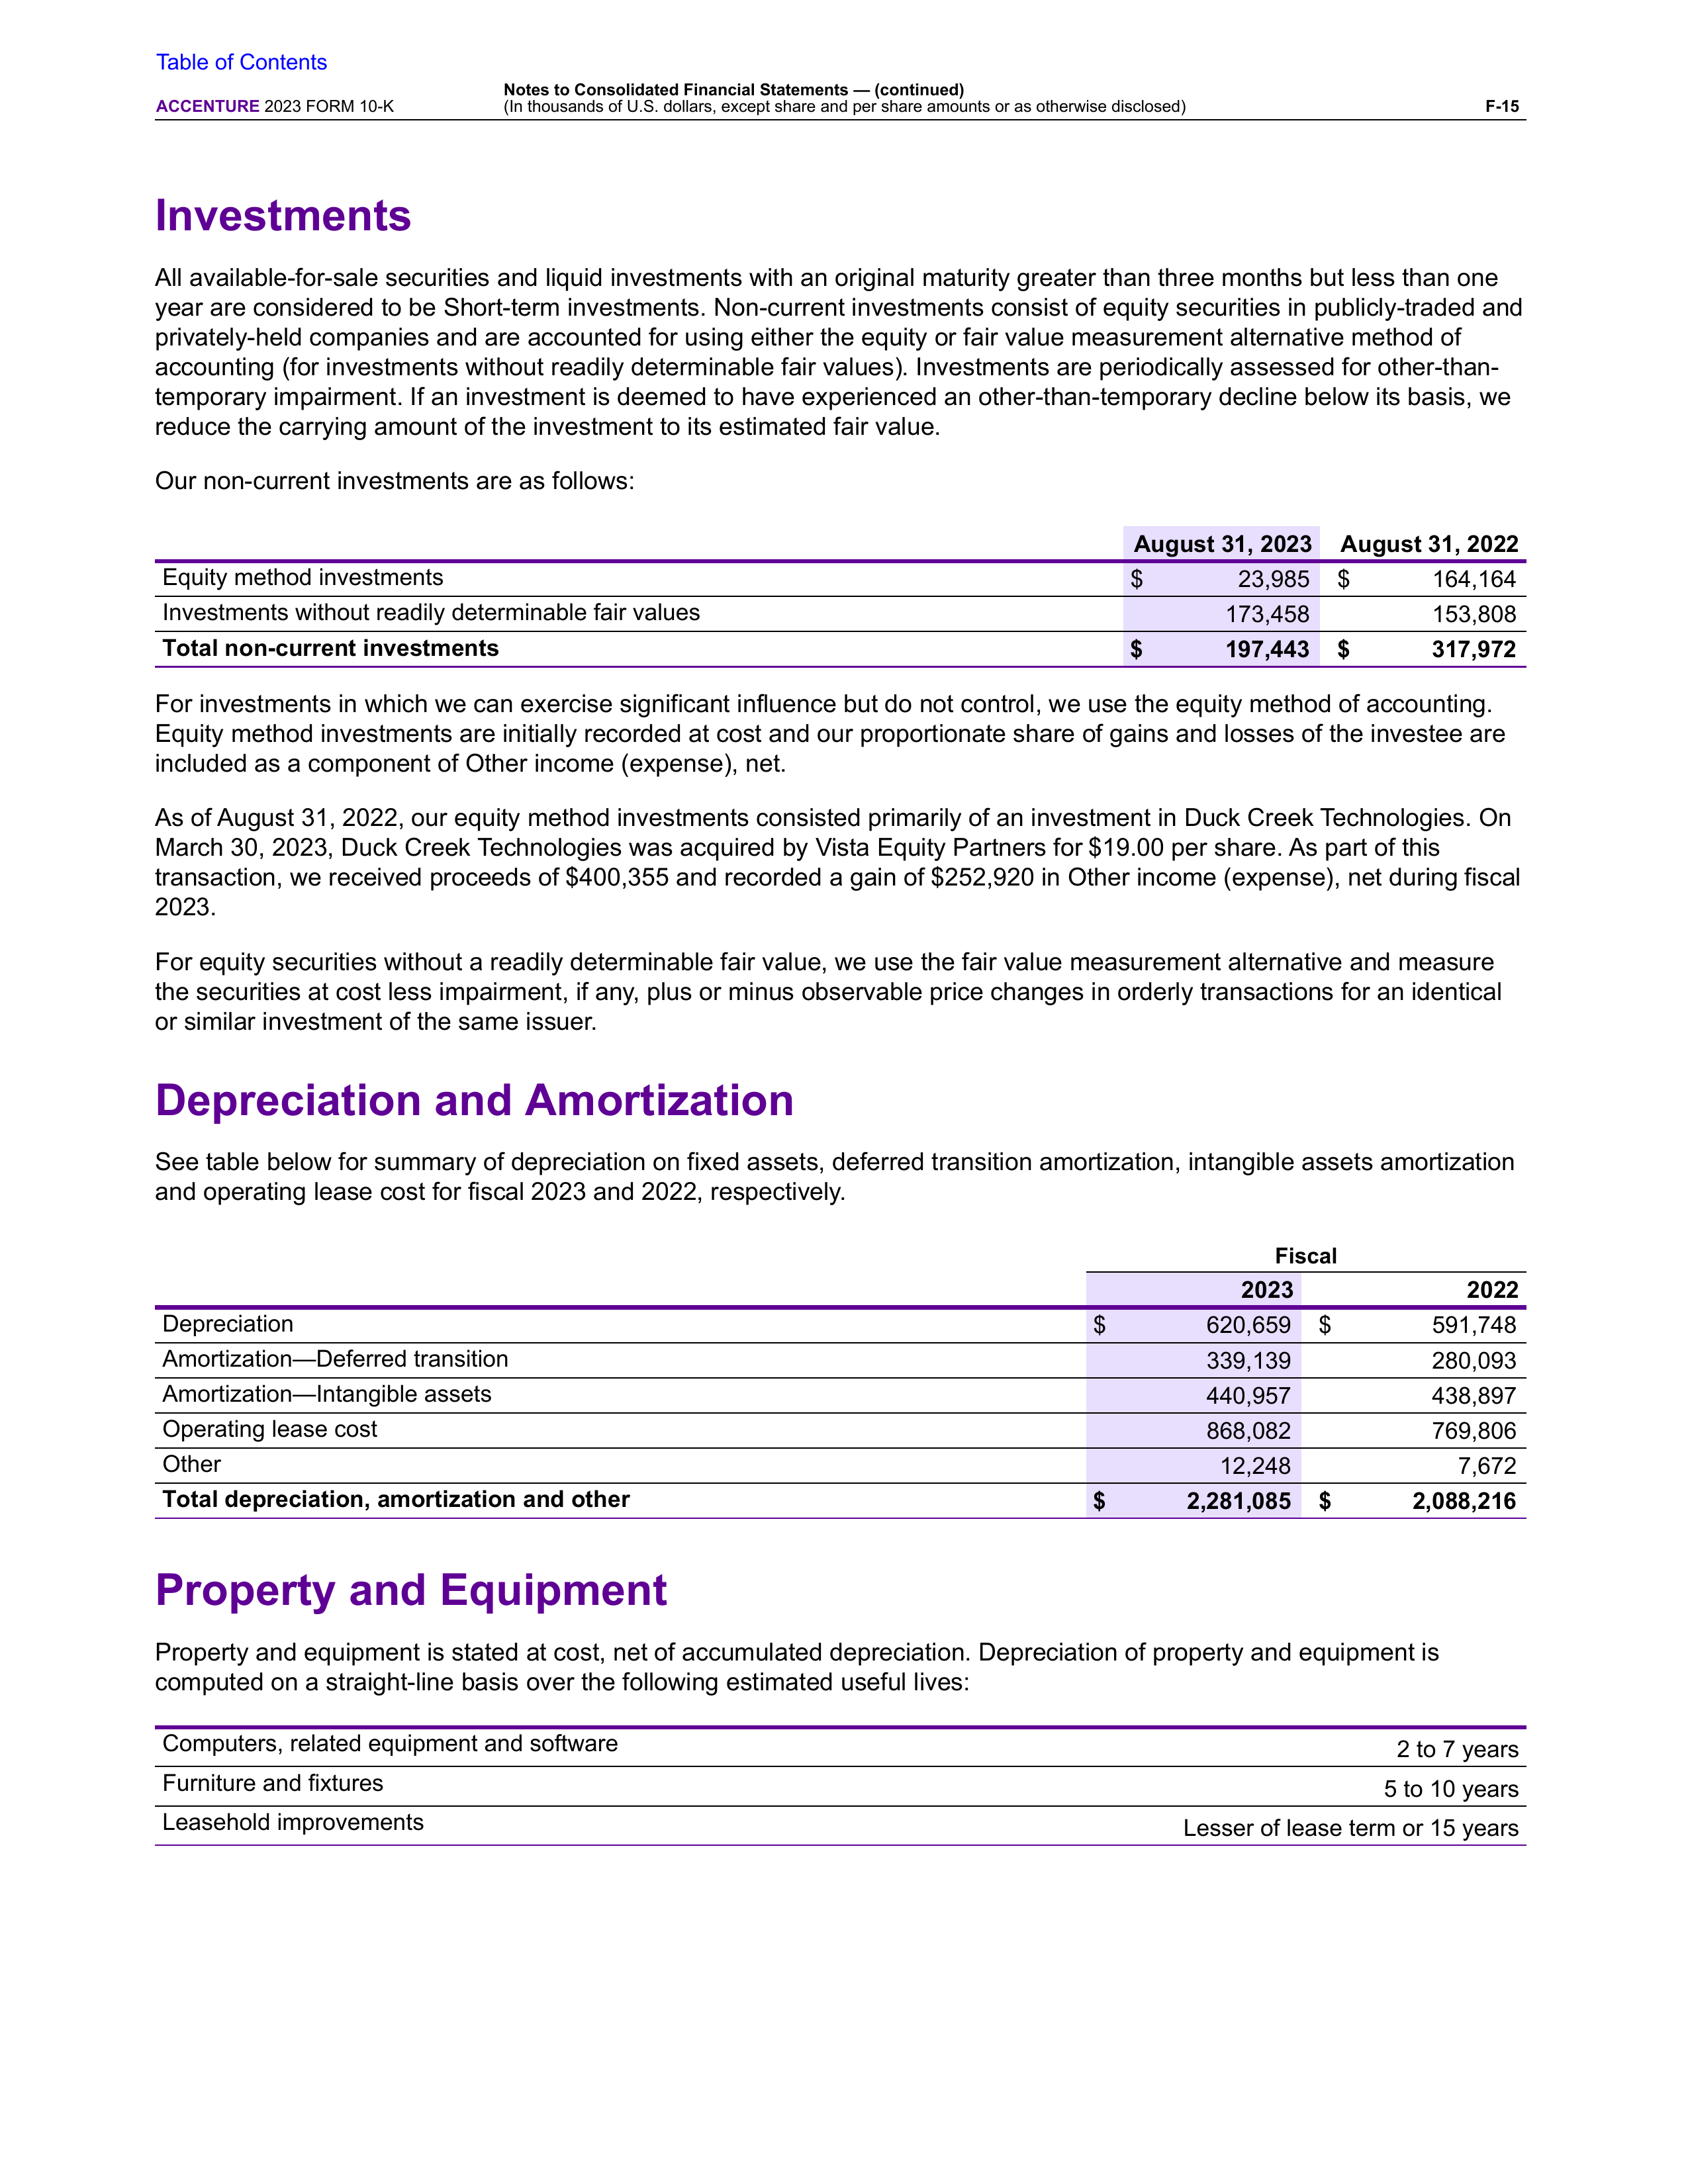 Table of Contents
Notes to Consolidated Financial Statements — (continued)
ACCENTURE 2023 FORM 10-K (In thousands of U.S. dollars, except share and per share amounts or as otherwise disclosed) F-15
Investments
All available-for-sale securities and liquid investments with an original maturity greater than three months but less than one
year are considered to be Short-term investments. Non-current investments consist of equity securities in publicly-traded and
privately-held companies and are accounted for using either the equity or fair value measurement alternative method of
accounting (for investments without readily determinable fair values). Investments are periodically assessed for other-than-
temporary impairment. If an investment is deemed to have experienced an other-than-temporary decline below its basis, we
reduce the carrying amount of the investment to its estimated fair value.
Our non-current investments are as follows:
August 31, 2023 August 31, 2022
Equity method investments $ 23,985 $ 164,164
Investments without readily determinable fair values 173,458 153,808
Total non-current investments $ 197,443 $ 317,972
For investments in which we can exercise significant influence but do not control, we use the equity method of accounting.
Equity method investments are initially recorded at cost and our proportionate share of gains and losses of the investee are
included as a component of Other income (expense), net.
As of August 31, 2022, our equity method investments consisted primarily of an investment in Duck Creek Technologies. On
March 30, 2023, Duck Creek Technologies was acquired by Vista Equity Partners for $19.00 per share. As part of this
transaction, we received proceeds of $400,355 and recorded a gain of $252,920 in Other income (expense), net during fiscal
2023.
For equity securities without a readily determinable fair value, we use the fair value measurement alternative and measure
the securities at cost less impairment, if any, plus or minus observable price changes in orderly transactions for an identical
or similar investment of the same issuer.
Depreciation and Amortization
See table below for summary of depreciation on fixed assets, deferred transition amortization, intangible assets amortization
and operating lease cost for fiscal 2023 and 2022, respectively.
Fiscal
2023 2022
Depreciation $ 620,659 $ 591,748
Amortization—Deferred transition 339,139 280,093
Amortization—Intangible assets 440,957 438,897
Operating lease cost 868,082 769,806
Other 12,248 7,672
Total depreciation, amortization and other $ 2,281,085 $ 2,088,216
Property and Equipment
Property and equipment is stated at cost, net of accumulated depreciation. Depreciation of property and equipment is
computed on a straight-line basis over the following estimated useful lives:
Computers, related equipment and software 2 to 7 years
Furniture and fixtures 5 to 10 years
Leasehold improvements Lesser of lease term or 15 years